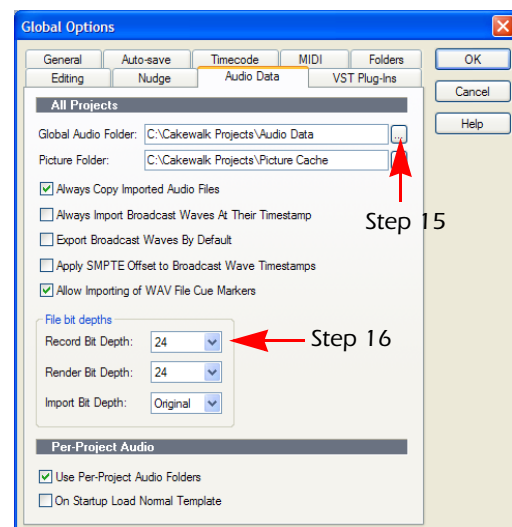 Global Options
General Auto-save Timecode MIDI Folders
Editing Nudge Audio Data VST Plug-Ins
OK
Cancel
Help
All Projects
Global Audio Folder: C:\Cakewalk Projects\Audio Data ...
Picture Folder: C:\Cakewalk Projects\Picture Cache
Step 15
Always Copy Imported Audio Files
Always Import Broadcast Waves At Their Timestamp
Export Broadcast Waves By Default
Apply SMPTE Offset to Broadcast Wave Timestamps
Allow Importing of WAV File Cue Markers
File bit depths
Record Bit Depth: 24
Step 16
Render Bit Depth: 24
Import Bit Depth: Original
Per-Project Audio
Use Per-Project Audio Folders
On Startup Load Normal Template